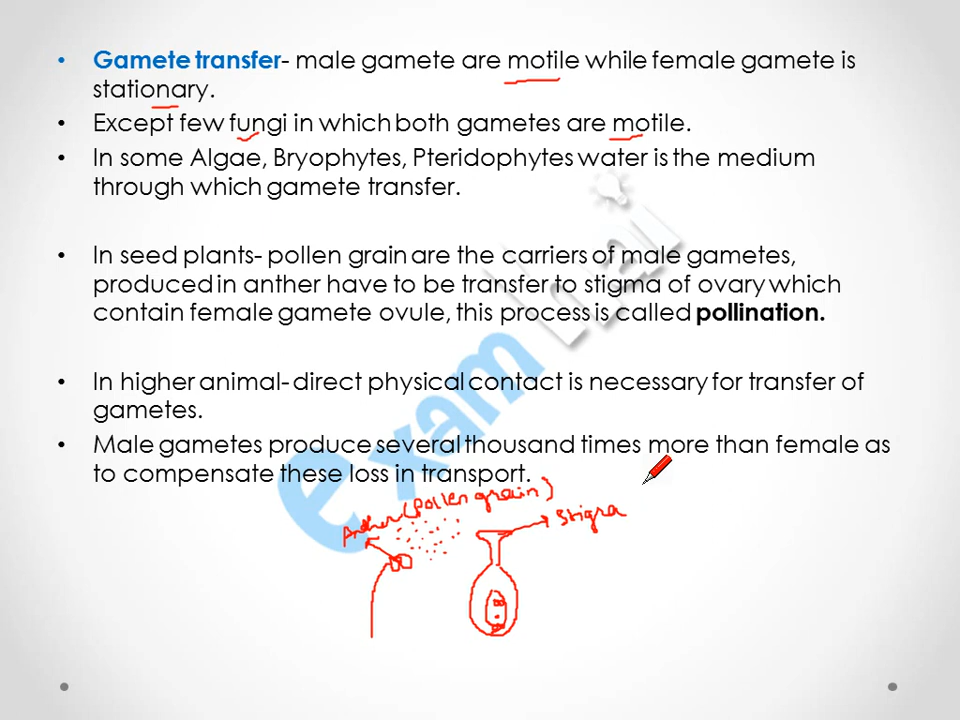 • Gamete transfer- male gamete are motile while female gamete is
stationary.
• Except few fungi in which both gametes are motile.
• In some Algae, Bryophytes, Pteridophytes water is the medium
through which gamete transfer.
• In seed plants- pollen grain are the carriers of male gametes,
produced in anther have to be transfer to stigma of ovary which
contain female gamete ovule, this process is called pollination.
• In higher animal- direct physical contact is necessary for transfer of
gametes.
• Male gametes produce several thousand times more than female as
to compensate these loss in transport.
Anther (pollen grain)
Stigra
exam hai